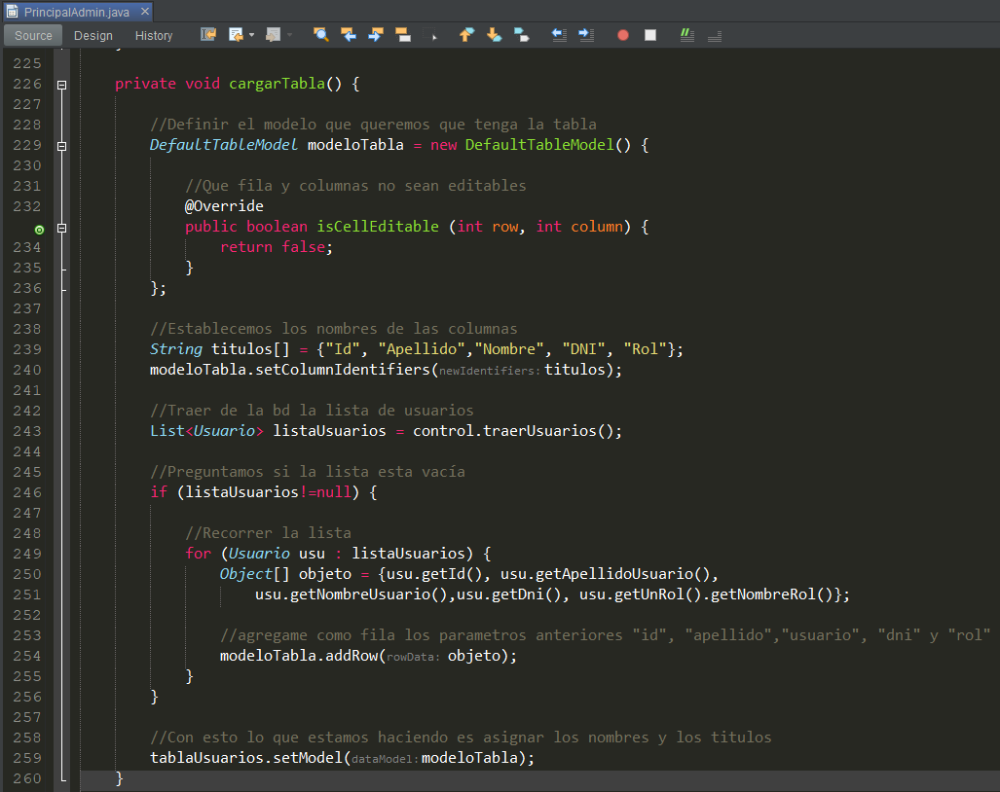 PrincipalAdmin.java ×
Source Design History
225
226 private void cargarTabla() {
227
228 //Definir el modelo que queremos que tenga la tabla
229 DefaultTableModel modeloTabla = new DefaultTableModel() {
230
231 //Que fila y columnas no sean editables
232 @Override
public boolean isCellEditable (int row, int column) {
234 return false;
235 }
236 };
237
238 //Establecemos los nombres de las columnas
239 String titulos[] = {"Id", "Apellido","Nombre", "DNI", "Rol"};
240 modeloTabla.setColumnIdentifiers(newIdentifiers:titulos);
241
242 //Traer de la bd la lista de usuarios
243 List<Usuario> listaUsuarios = control.traerUsuarios();
244
245 //Preguntamos si la lista esta vacía
246 if (listaUsuarios!=null) {
247
248 //Recorrer la lista
249 for (Usuario usu : listaUsuarios) {
250 Object[] objeto = {usu.getId(), usu.getApellidoUsuario(),
251 usu.getNombreUsuario(),usu.getDni(), usu.getUnRol().getNombreRol()};
252
253 //agregame como fila los parametros anteriores "id", "apellido","usuario", "dni" y "rol"
254 modeloTabla.addRow(rowData: objeto);
255 }
256 }
257
258 //Con esto lo que estamos haciendo es asignar los nombres y los titulos
259 tablaUsuarios.setModel(dataModel:modeloTabla);
260 }